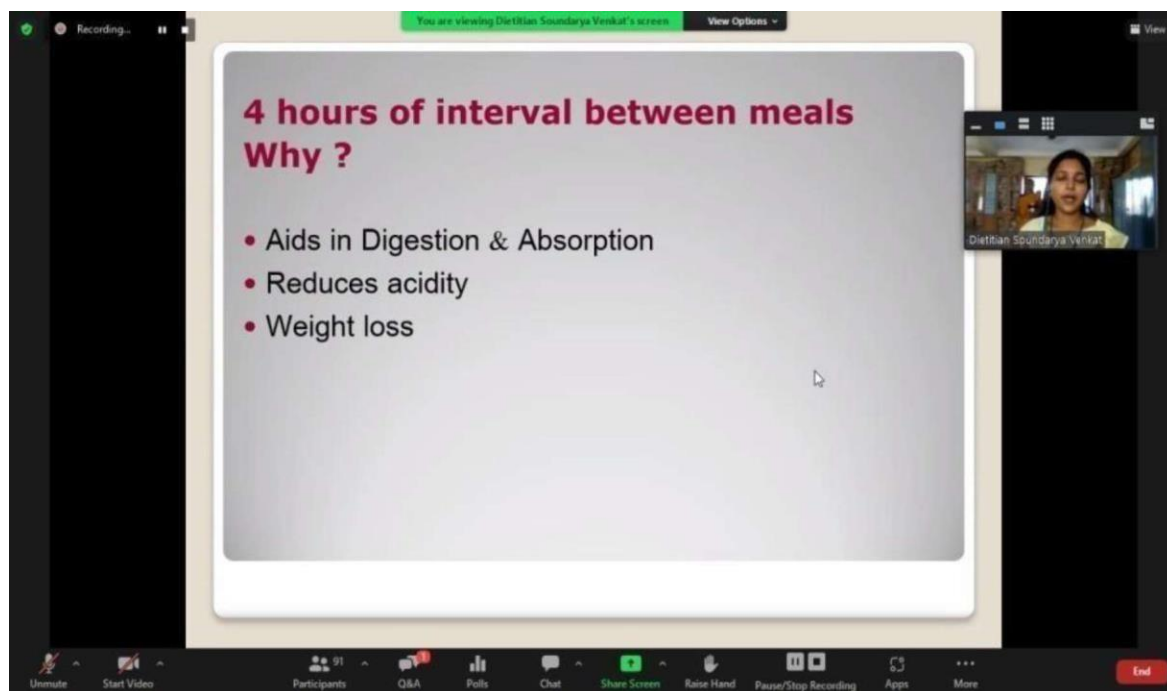 Recording...
You are viewing Dietitian Soundarya Venkat's screen View Options
View
4 hours of interval between meals
Why ?
• Aids in Digestion & Absorption
• Reduces acidity
• Weight loss
Dietitian Soundarya Venkat
Unmute Start Video Participants 91 Q&A 1 Polls Chat Share Screen Raise Hand Pause/Stop Recording Apps More End